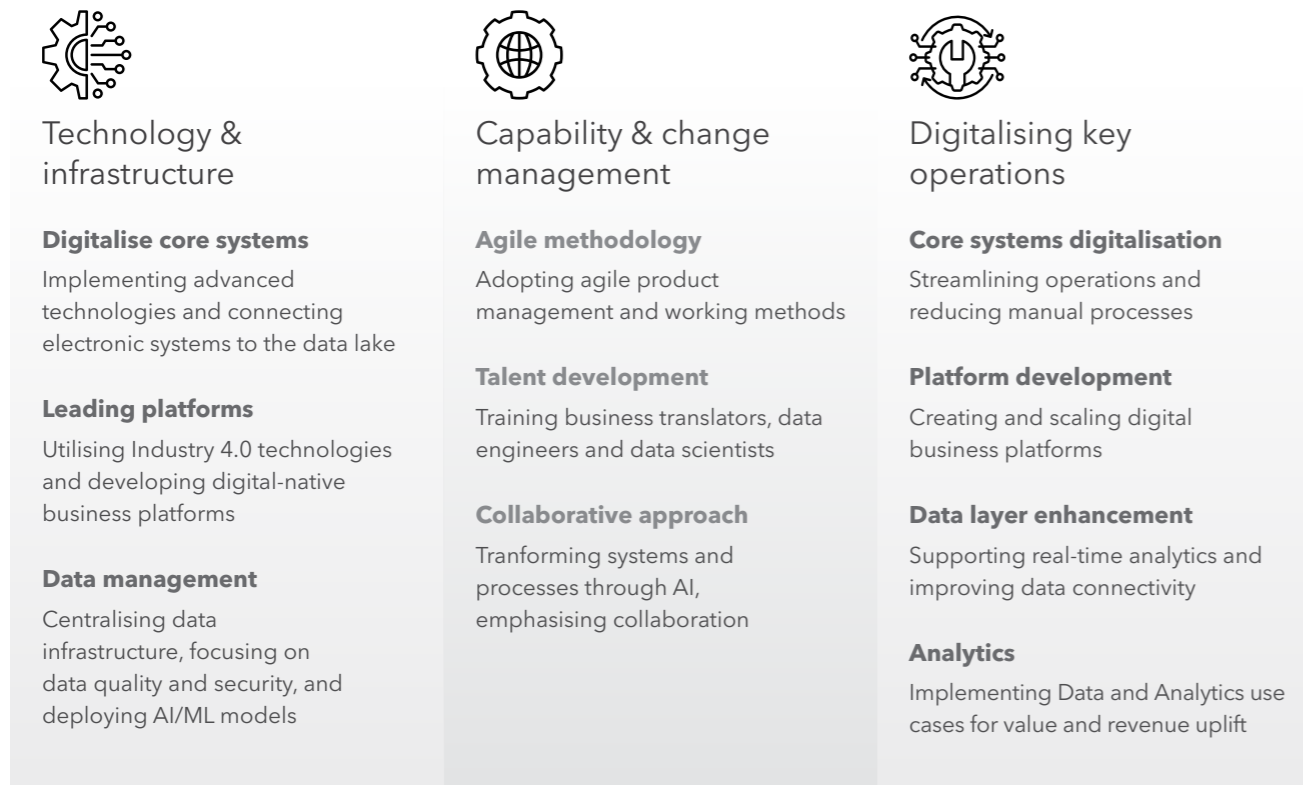 Technology &
infrastructure
Digitalise core systems
Implementing advanced
technologies and connecting
electronic systems to the data lake
Leading platforms
Utilising Industry 4.0 technologies
and developing digital-native
business platforms
Data management
Centralising data
infrastructure, focusing on
data quality and security, and
deploying AI/ML models
Capability & change
management
Agile methodology
Adopting agile product
management and working methods
Talent development
Training business translators, data
engineers and data scientists
Collaborative approach
Tranforming systems and
processes through AI,
emphasising collaboration
Digitalising key
operations
Core systems digitalisation
Streamlining operations and
reducing manual processes
Platform development
Creating and scaling digital
business platforms
Data layer enhancement
Supporting real-time analytics and
improving data connectivity
Analytics
Implementing Data and Analytics use
cases for value and revenue uplift